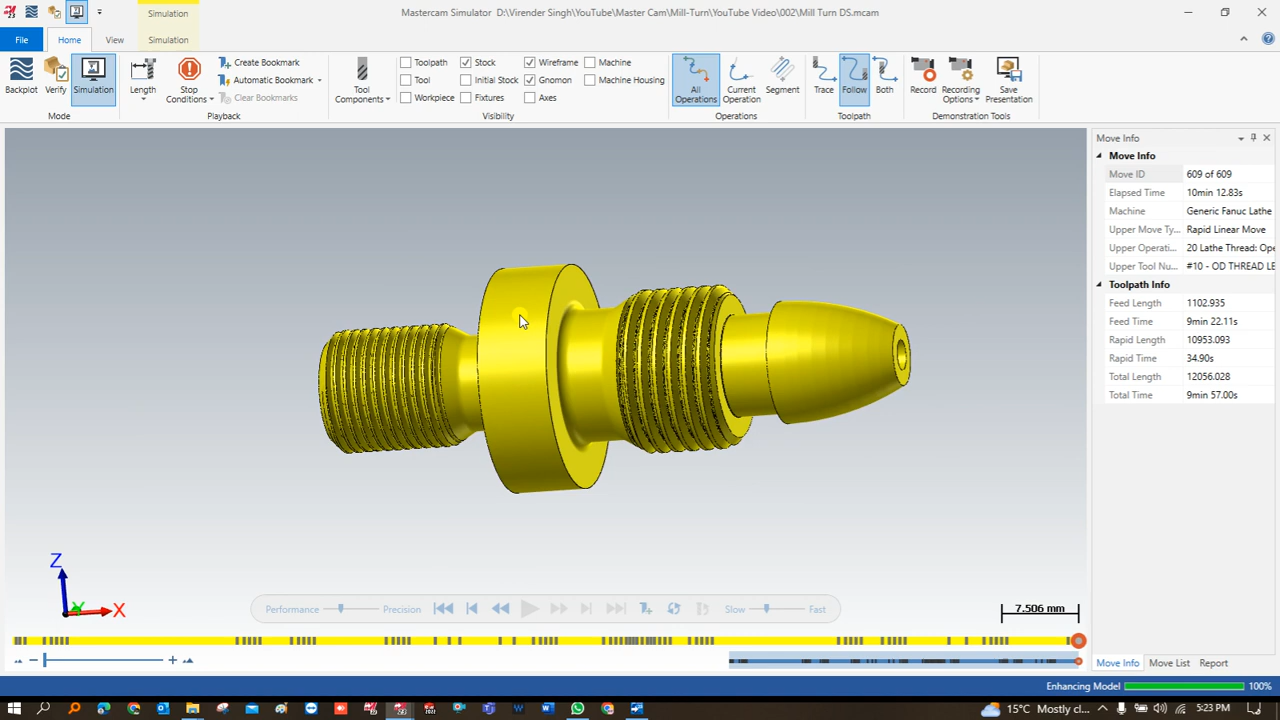 Simulation
Mastercam Simulator D:\Virender Singh\YouTube\Master Cam\Mill-Turn\YouTube Video\002\Mill Turn DS.mcam
File
Home
View
Simulation
Backplot
Verify
Simulation
Mode
Length
Stop Conditions
Create Bookmark
Automatic Bookmark
Clear Bookmarks
Playback
Tool Components
Toolpath
Stock
Wireframe
Machine
Tool
Initial Stock
Gnomon
Machine Housing
Workpiece
Fixtures
Axes
Visibility
All Operations
Current Operation
Segment
Operations
Trace
Follow
Both
Toolpath
Record
Recording Options
Save Presentation
Demonstration Tools
Move Info
Move Info
Move ID 609 of 609
Elapsed Time 10min 12.83s
Machine Generic Fanuc Lathe
Upper Move Ty... Rapid Linear Move
Upper Operati... 20 Lathe Thread: Ope
Upper Tool Nu... #10 - OD THREAD LE
Toolpath Info
Feed Length 1102.935
Feed Time 9min 22.11s
Rapid Length 10953.093
Rapid Time 34.90s
Total Length 12056.028
Total Time 9min 57.00s
Z
Y
X
Performance
Precision
Slow
Fast
7.506 mm
Move Info
Move List
Report
Enhancing Model 100%
15°C Mostly cl...
5:23 PM